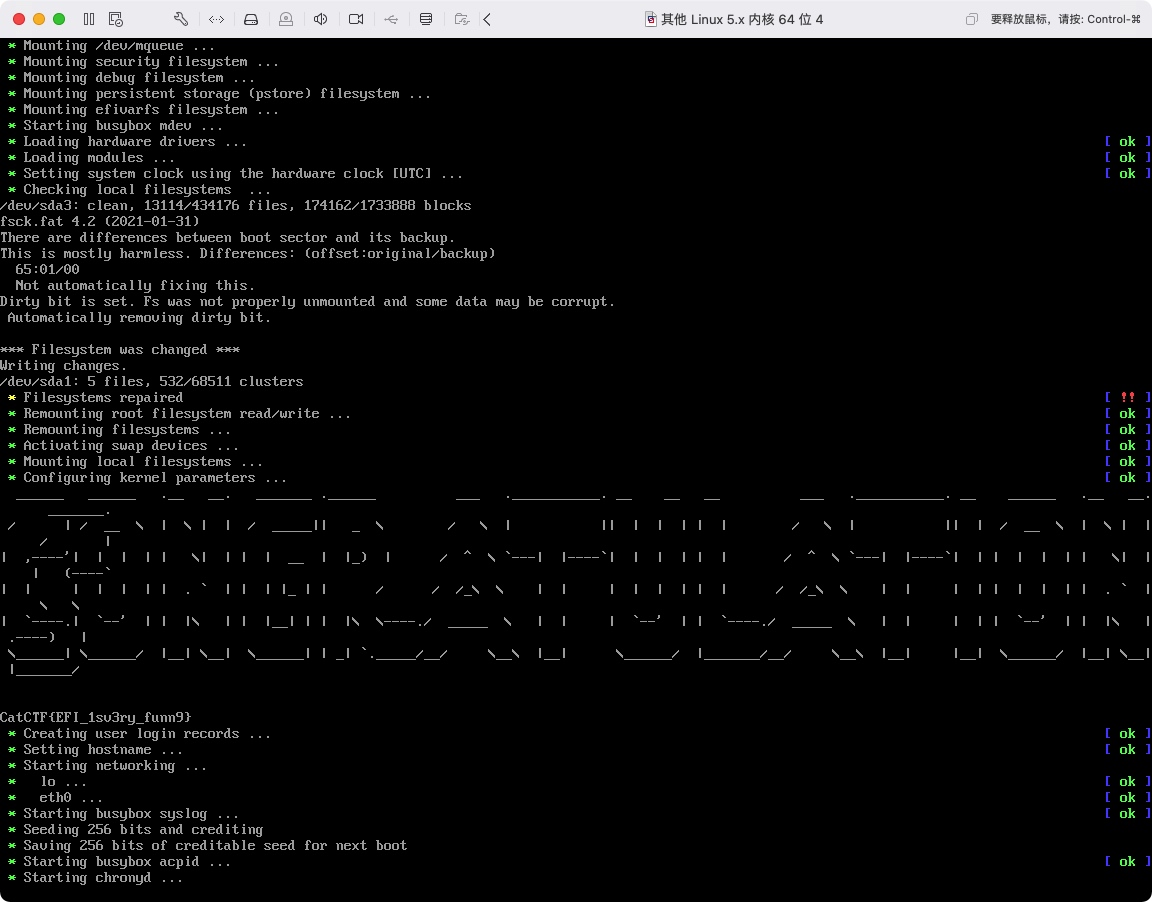 其他 Linux 5.x 内核 64 位 4
要释放鼠标，请按: Control-⌘
* Mounting /dev/mqueue ...
* Mounting security filesystem ...
* Mounting debug filesystem ...
* Mounting persistent storage (pstore) filesystem ...
* Mounting efivarfs filesystem ...
* Starting busybox mdev ...
* Loading hardware drivers ... [ ok ]
* Loading modules ... [ ok ]
* Setting system clock using the hardware clock [UTC] ... [ ok ]
* Checking local filesystems ...
/dev/sda3: clean, 13114/434176 files, 174162/1733888 blocks
fsck.fat 4.2 (2021-01-31)
There are differences between boot sector and its backup.
This is mostly harmless. Differences: (offset:original/backup)
65:01/00
Not automatically fixing this.
Dirty bit is set. Fs was not properly unmounted and some data may be corrupt.
Automatically removing dirty bit.
*** Filesystem was changed ***
Writing changes.
/dev/sda1: 5 files, 532/68511 clusters
* Filesystems repaired [ !! ]
* Remounting root filesystem read/write ... [ ok ]
* Remounting filesystems ... [ ok ]
* Activating swap devices ... [ ok ]
* Mounting local filesystems ... [ ok ]
* Configuring kernel parameters ... [ ok ]
CatCTF{EFI_1sv3ry_funn9}
* Creating user login records ... [ ok ]
* Setting hostname ... [ ok ]
* Starting networking ...
* lo ... [ ok ]
* eth0 ... [ ok ]
* Starting busybox syslog ... [ ok ]
* Seeding 256 bits and crediting
* Saving 256 bits of creditable seed for next boot
* Starting busybox acpid ... [ ok ]
* Starting chronyd ...